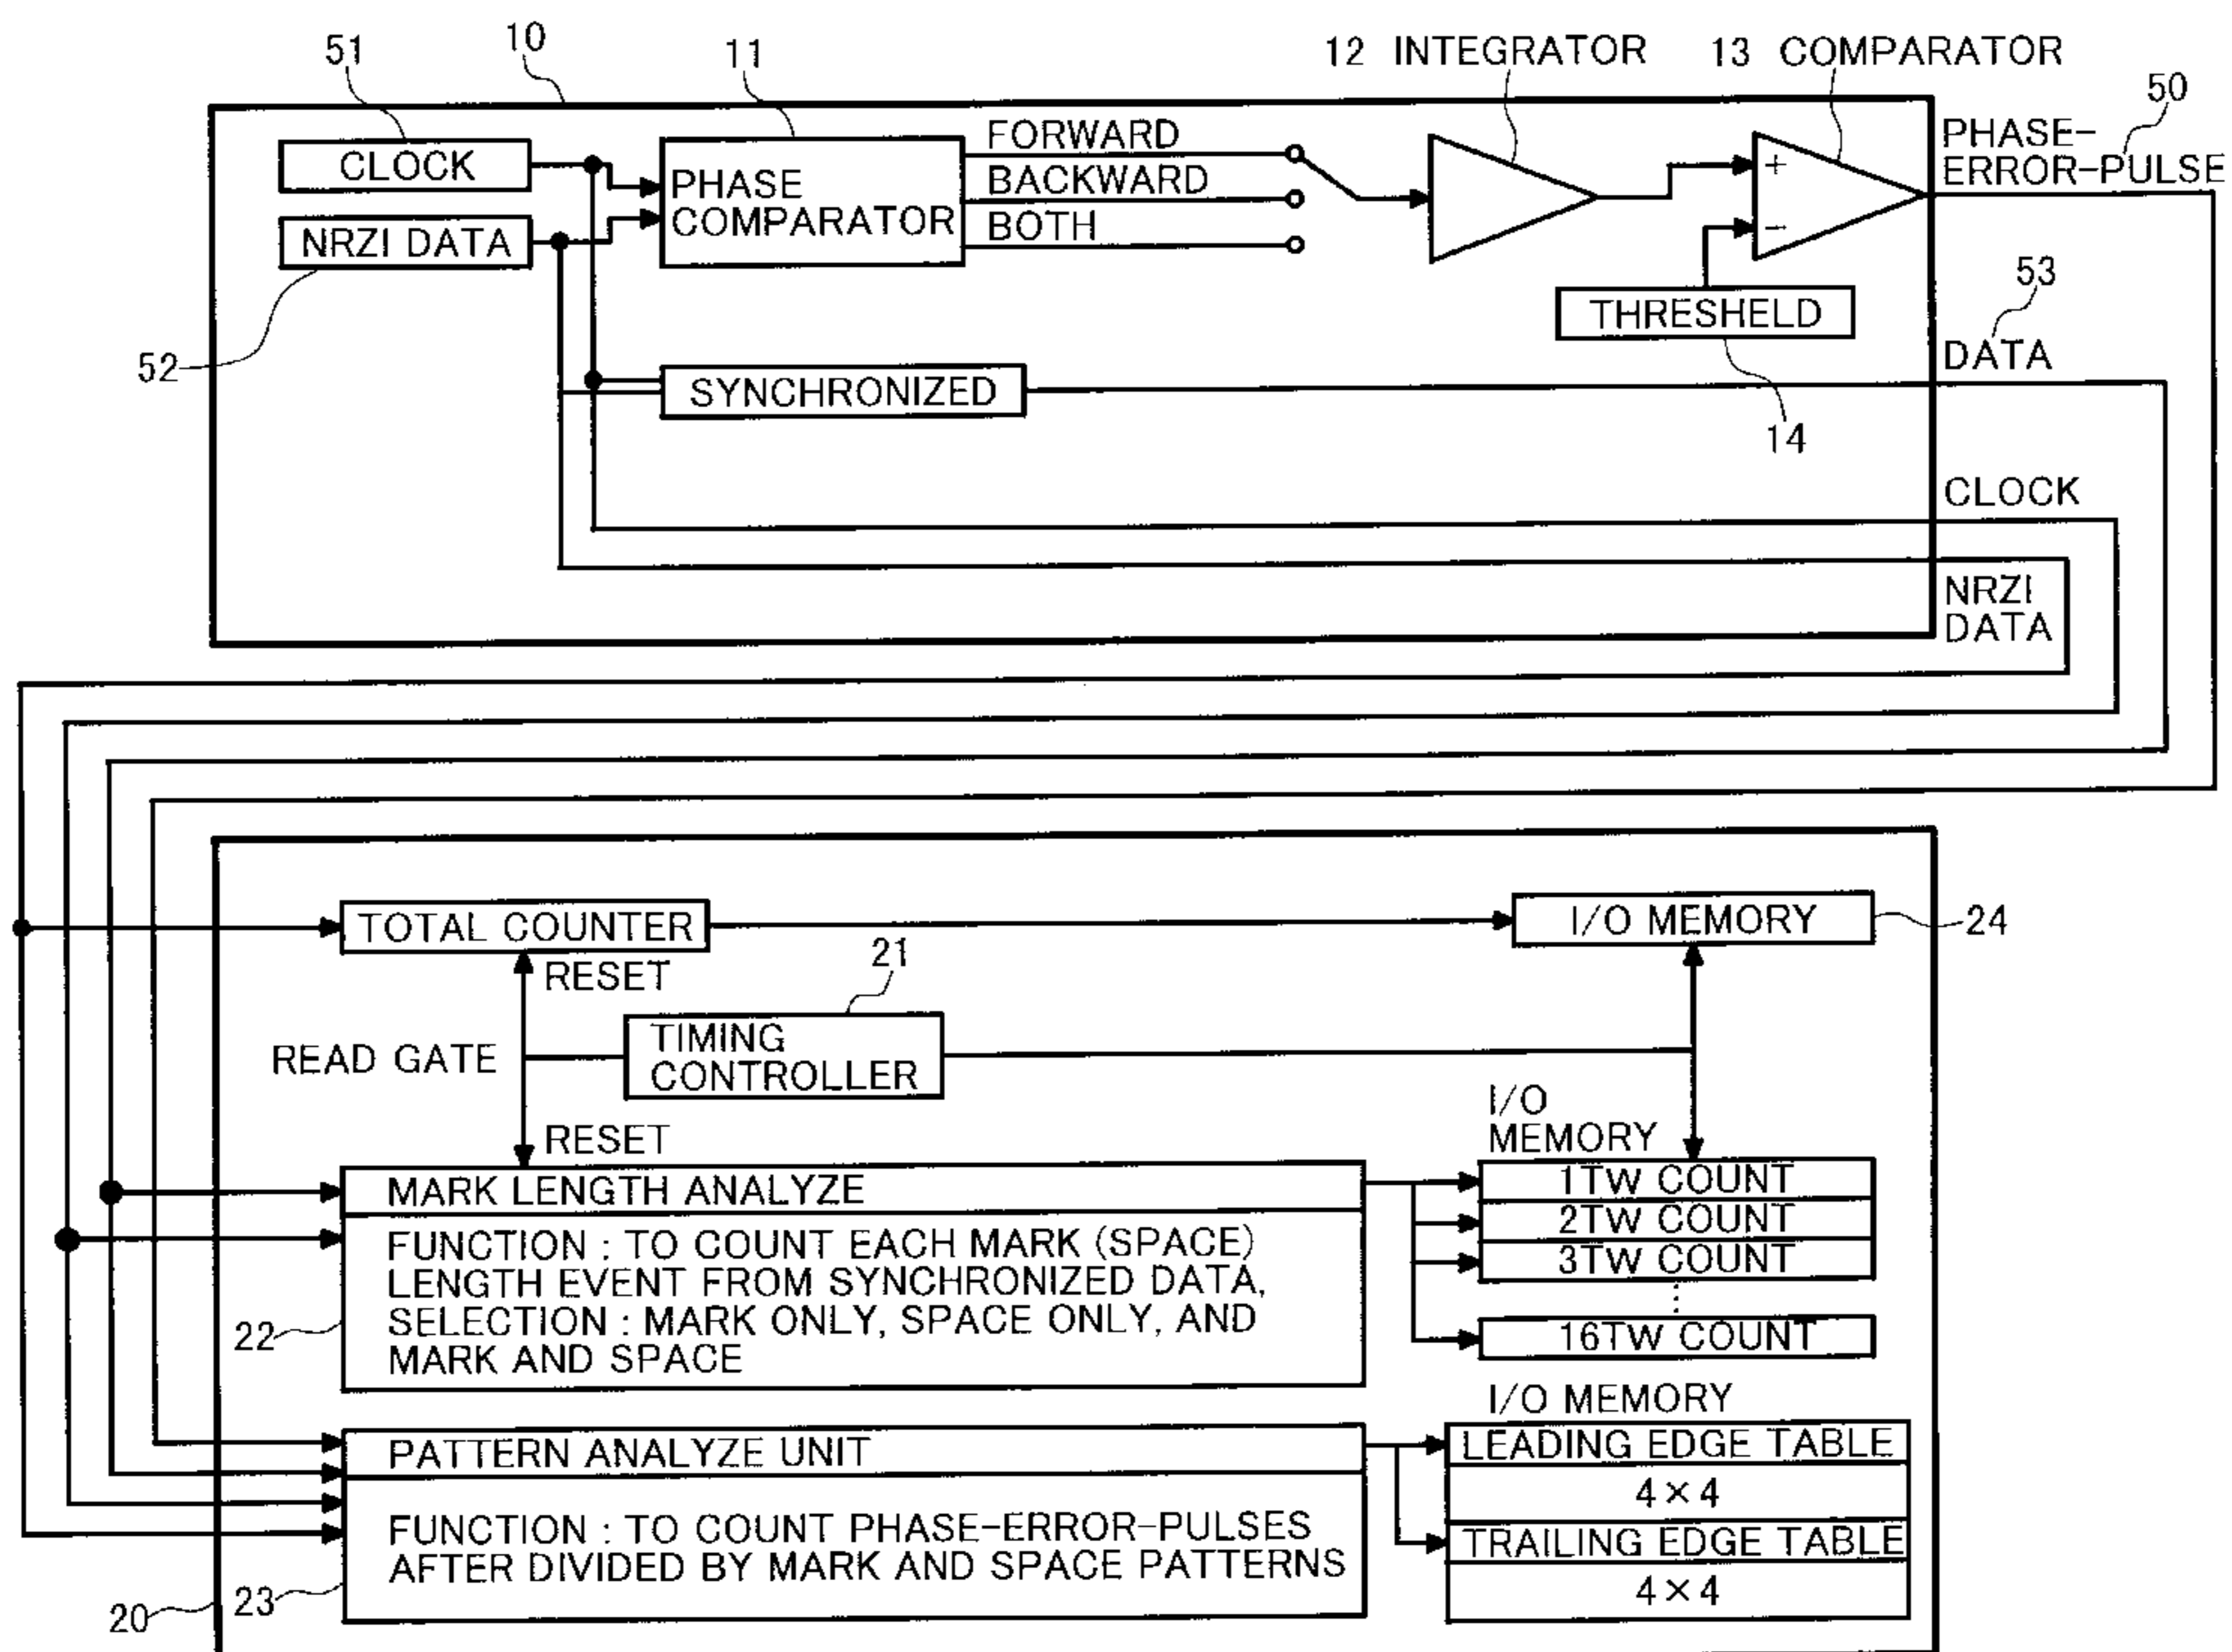 10
51
11
12 INTEGRATOR
13 COMPARATOR
50
CLOCK
PHASE
COMPARATOR
FORWARD
BACKWARD
BOTH
+
−
PHASE-
ERROR-PULSE
NRZI DATA
52
THRESHELD
14
53
DATA
SYNCHRONIZED
CLOCK
NRZI
DATA
TOTAL COUNTER
I/O MEMORY
24
RESET
21
READ GATE
TIMING
CONTROLLER
RESET
I/O
MEMORY
MARK LENGTH ANALYZE
1TW COUNT
2TW COUNT
3TW COUNT
16TW COUNT
FUNCTION : TO COUNT EACH MARK (SPACE)
LENGTH EVENT FROM SYNCHRONIZED DATA,
SELECTION : MARK ONLY, SPACE ONLY, AND
MARK AND SPACE
22
I/O MEMORY
PATTERN ANALYZE UNIT
LEADING EDGE TABLE
4×4
TRAILING EDGE TABLE
4×4
FUNCTION : TO COUNT PHASE-ERROR-PULSES
AFTER DIVIDED BY MARK AND SPACE PATTERNS
23
20